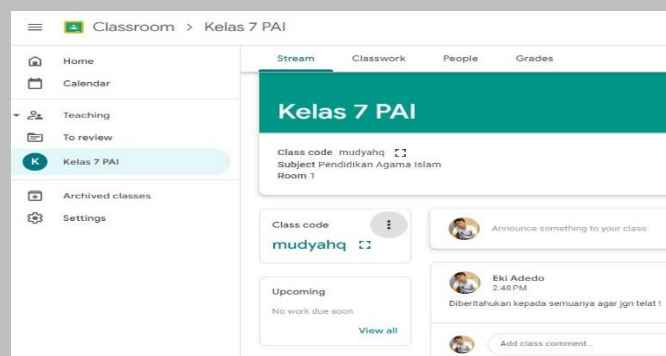 Classroom > Kelas 7 PAI
Home
Calendar
Teaching
To review
K Kelas 7 PAI
Archived classes
Settings
Stream Classwork People Grades
Kelas 7 PAI
Class code mudyahq
Subject Pendidikan Agama Islam
Room 1
Class code
mudyahq
Upcoming
No work due soon
View all
Announce something to your class
Eki Adedo
2:48 PM
Diberitahukan kepada semuanya agar jgn telat !
Add class comment...